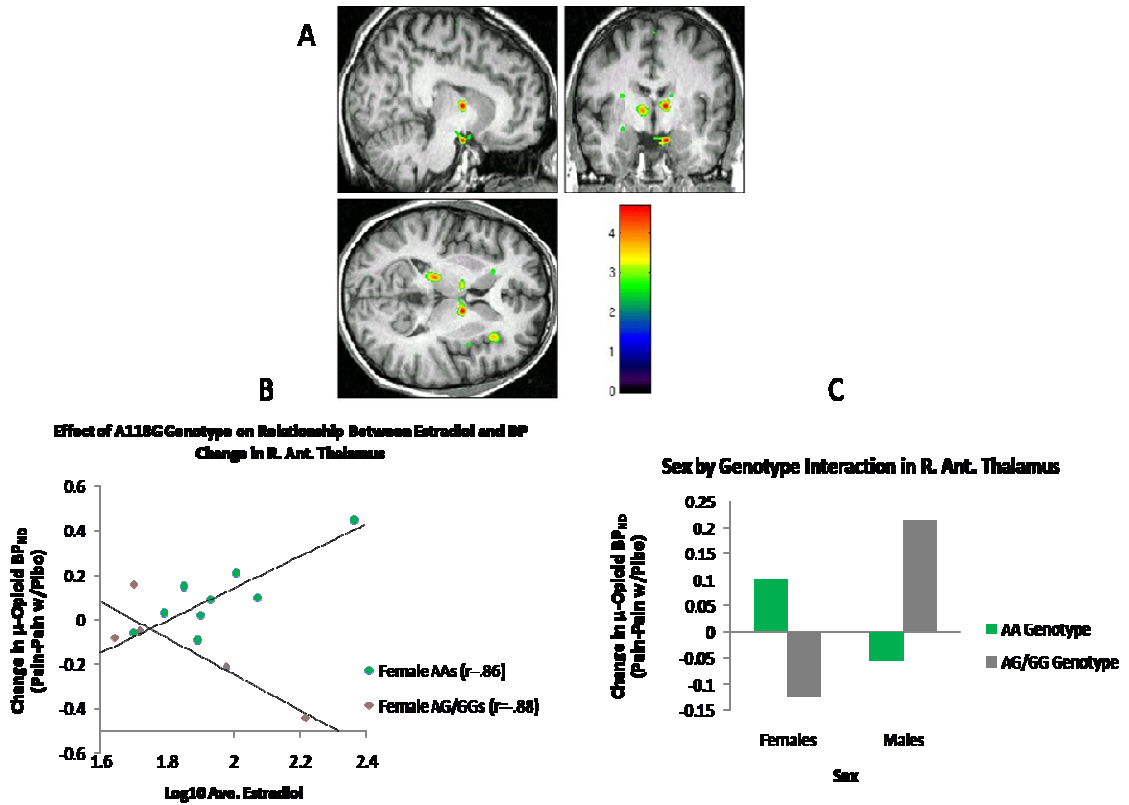 A
4
3
2
1
0
B
Effect of A118G Genotype on Relationship Between Estradiol and BP
Change in R. Ant. Thalamus
Change in μ-Opioid BPND
(Pain-Pain w/Plbo)
0.6
0.4
0.2
0
-0.2
-0.4
-0.6
1.6
1.8
2
2.2
2.4
Log10 Ave. Estradiol
Female AAs (r=.86)
Female AG/GGs (r=-.88)
C
Sex by Genotype Interaction in R. Ant. Thalamus
Change in μ-Opioid BPND
(Pain-Pain w/Plbo)
0.25
0.2
0.15
0.1
0.05
0
-0.05
-0.1
-0.15
Females
Males
Sex
AA Genotype
AG/GG Genotype